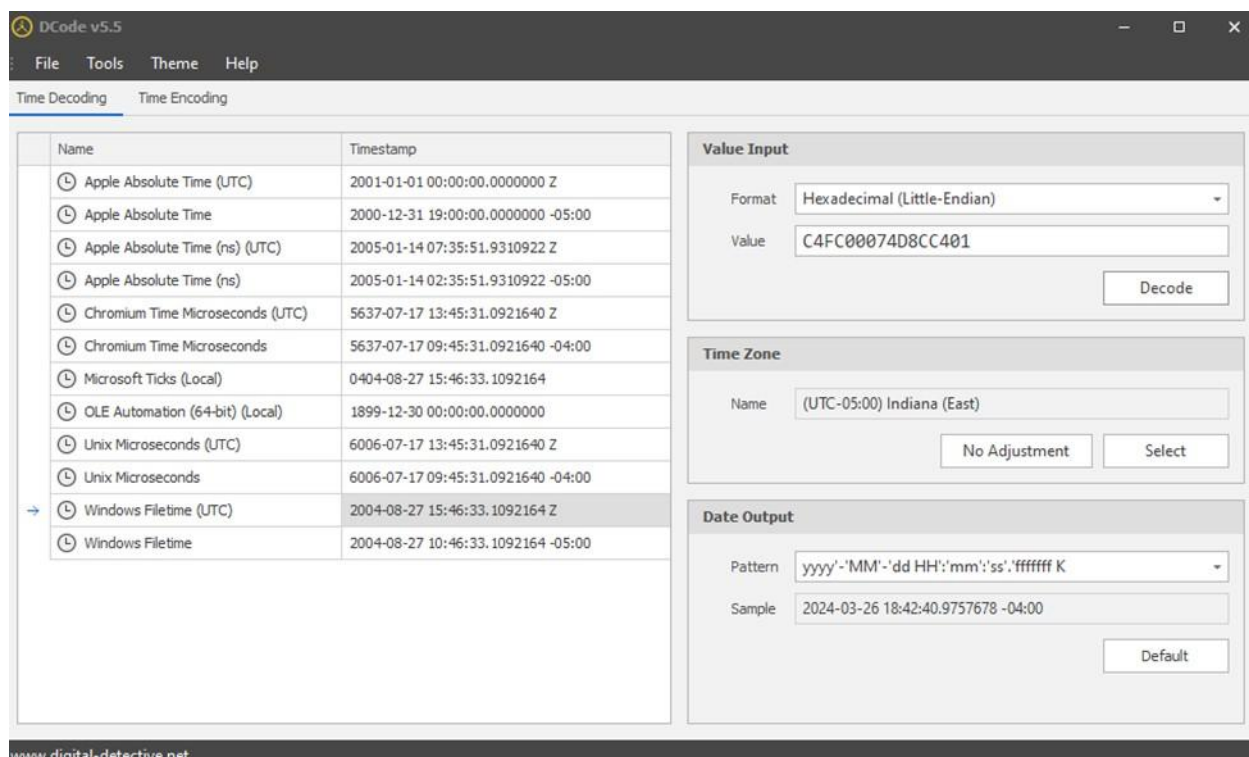 DCode v5.5
File Tools Theme Help
Time Decoding Time Encoding
Name Timestamp
Apple Absolute Time (UTC) 2001-01-01 00:00:00.0000000 Z
Apple Absolute Time 2000-12-31 19:00:00.0000000 -05:00
Apple Absolute Time (ns) (UTC) 2005-01-14 07:35:51.9310922 Z
Apple Absolute Time (ns) 2005-01-14 02:35:51.9310922 -05:00
Chromium Time Microseconds (UTC) 5637-07-17 13:45:31.0921640 Z
Chromium Time Microseconds 5637-07-17 09:45:31.0921640 -04:00
Microsoft Ticks (Local) 0404-08-27 15:46:33.1092164
OLE Automation (64-bit) (Local) 1899-12-30 00:00:00.0000000
Unix Microseconds (UTC) 6006-07-17 13:45:31.0921640 Z
Unix Microseconds 6006-07-17 09:45:31.0921640 -04:00
Windows Filetime (UTC) 2004-08-27 15:46:33.1092164 Z
Windows Filetime 2004-08-27 10:46:33.1092164 -05:00
Value Input
Format Hexadecimal (Little-Endian)
Value C4FC00074D8CC401
Decode
Time Zone
Name (UTC-05:00) Indiana (East)
No Adjustment Select
Date Output
Pattern yyyy'-'MM'-'dd HH':'mm':'ss'.'fffffff K
Sample 2024-03-26 18:42:40.9757678 -04:00
Default
www.digital-detective.net